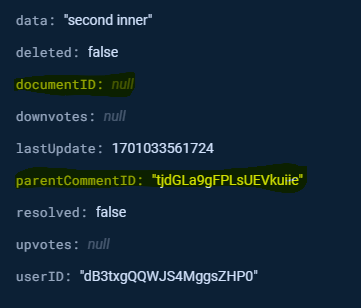 data: "second inner"
deleted: false
documentID: null
downvotes: null
lastUpdate: 1701033561724
parentCommentID: "tjdGLa9gFPLsUEVkuiie"
resolved: false
upvotes: null
userID: "dB3txgQQWJS4MggsZHP0"